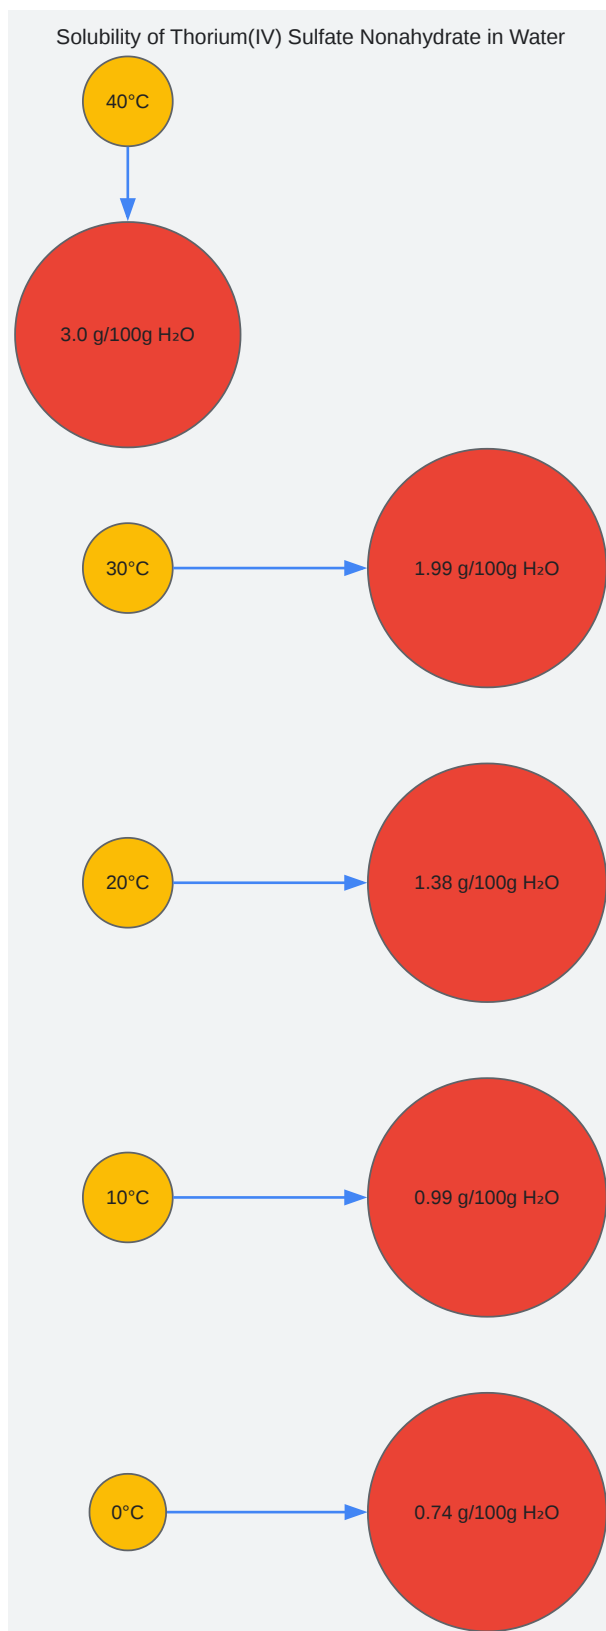 Solubility of Thorium(IV) Sulfate Nonahydrate in Water
40°C
3.0 g/100g H₂O
30°C
1.99 g/100g H₂O
20°C
1.38 g/100g H₂O
10°C
0.99 g/100g H₂O
0°C
0.74 g/100g H₂O